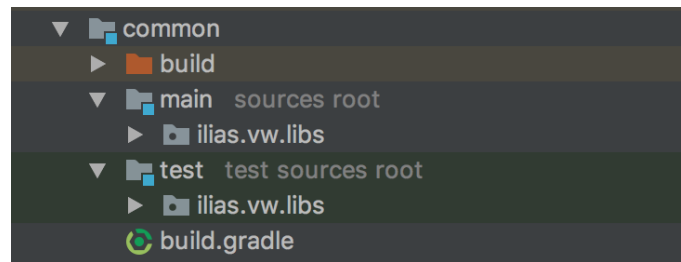 common
build
main sources root
ilias.vw.libs
test test sources root
ilias.vw.libs
build.gradle